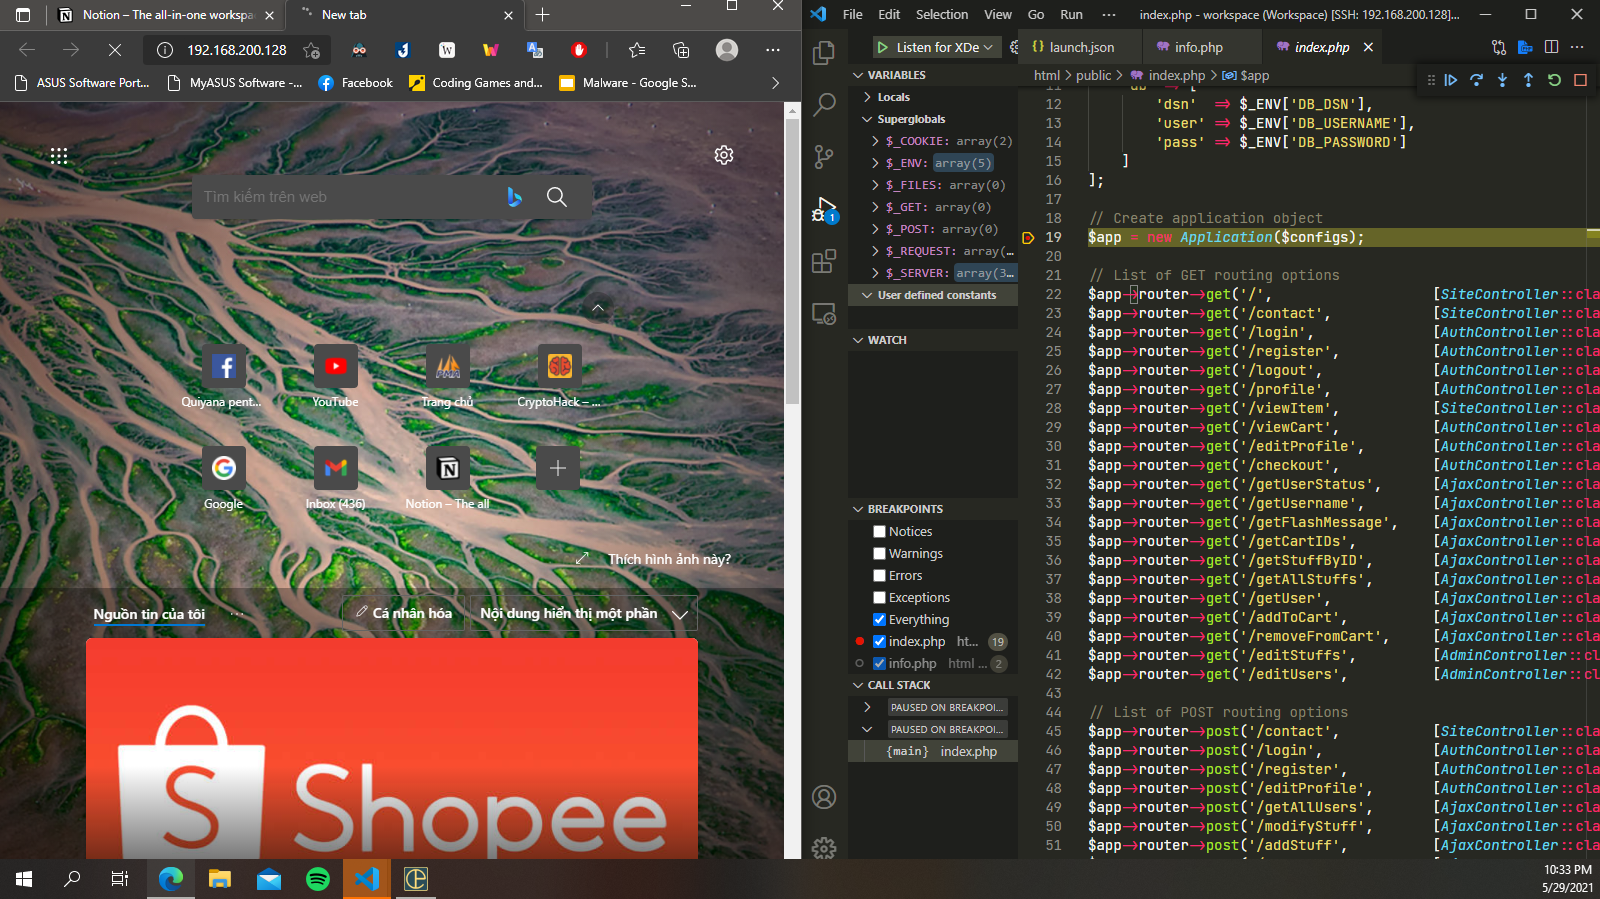 Notion – The all-in-one workspa
New tab
192.168.200.128
ASUS Software Port...
MyASUS Software -...
Facebook
Coding Games and...
Malware - Google S...
Tìm kiếm trên web
Quiyana pent...
YouTube
Trang chủ
CryptoHack – ...
Google
Inbox (436)
Notion – The all
Thích hình ảnh này?
Nguồn tin của tôi
...
Cá nhân hóa
Nội dung hiển thị một phần
Shopee
File Edit Selection View Go Run ...
index.php - workspace (Workspace) [SSH: 192.168.200.128]...
Listen for XDe
launch.json
info.php
index.php
html > public > index.php > $app
1
VARIABLES
Locals
Superglobals
$_COOKIE: array(2)
$_ENV: array(5)
$_FILES: array(0)
$_GET: array(0)
$_POST: array(0)
$_REQUEST: array(...
$_SERVER: array(3...
User defined constants
WATCH
BREAKPOINTS
Notices
Warnings
Errors
Exceptions
Everything
index.php ht... 19
info.php html ... 2
CALL STACK
PAUSED ON BREAKPOI...
PAUSED ON BREAKPOI...
{main} index.php
12 'dsn' => $_ENV['DB_DSN'],
13 'user' => $_ENV['DB_USERNAME'],
14 'pass' => $_ENV['DB_PASSWORD']
15 ]
16 ];
17
18 // Create application object
19 $app = new Application($configs);
20
21 // List of GET routing options
22 $app->router->get('/', [SiteController::cla
23 $app->router->get('/contact', [SiteController::cla
24 $app->router->get('/login', [AuthController::cla
25 $app->router->get('/register', [AuthController::cla
26 $app->router->get('/logout', [AuthController::cla
27 $app->router->get('/profile', [AuthController::cla
28 $app->router->get('/viewItem', [SiteController::cla
29 $app->router->get('/viewCart', [AuthController::cla
30 $app->router->get('/editProfile', [AuthController::cla
31 $app->router->get('/checkout', [AuthController::cla
32 $app->router->get('/getUserStatus', [AjaxController::cla
33 $app->router->get('/getUsername', [AjaxController::cla
34 $app->router->get('/getFlashMessage', [AjaxController::cla
35 $app->router->get('/getCartIDs', [AjaxController::cla
36 $app->router->get('/getStuffByID', [AjaxController::cla
37 $app->router->get('/getAllStuffs', [AjaxController::cla
38 $app->router->get('/getUser', [AjaxController::cla
39 $app->router->get('/addToCart', [AjaxController::cla
40 $app->router->get('/removeFromCart', [AjaxController::cla
41 $app->router->get('/editStuffs', [AdminController::cl
42 $app->router->get('/editUsers', [AdminController::cl
43
44 // List of POST routing options
45 $app->router->post('/contact', [SiteController::cla
46 $app->router->post('/login', [AuthController::cla
47 $app->router->post('/register', [AuthController::cla
48 $app->router->post('/editProfile', [AuthController::cla
49 $app->router->post('/getAllUsers', [AjaxController::cla
50 $app->router->post('/modifyStuff', [AjaxController::cla
51 $app->router->post('/addStuff', [AjaxController::cla
10:33 PM
5/29/2021